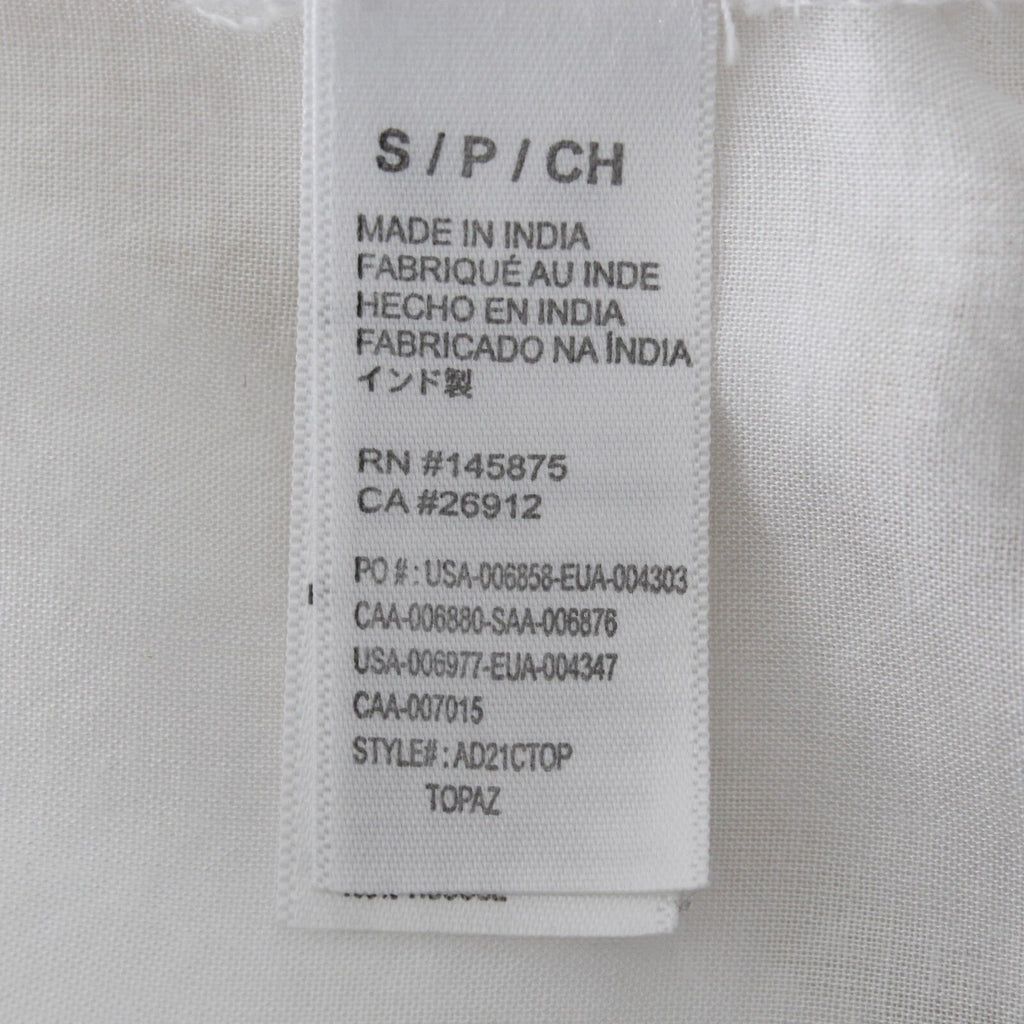 S / P / CH
MADE IN INDIA
FABRIQUÉ AU INDE
HECHO EN INDIA
FABRICADO NA ÍNDIA
インド製
RN #145875
CA #26912
PO # : USA-006858-EUA-004303
CAA-006880-SAA-006876
USA-006977-EUA-004347
CAA-007015
STYLE# : AD21CTOP
TOPAZ